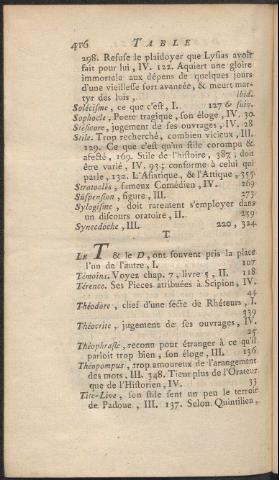 416 TABLE
298. Refuse le plaidoyer que Lysias avoit
fait pour lui, IV. 122. Aquiert une gloire
immortele aux dépens de quelques jours
d'une vieillesse fort avancée, & meurt mar-
tyr des loix, ibid.
Solécisme, ce que c'est, I. 127 & suiv.
Sophocle, Poete tragique, son éloge, IV. 30.
Stésicore, jugement de ses ouvrages, IV. 28
Stile. Trop recherché, combien vicieux, III.
129. Ce que c'est qu'un stile corompu &
afecté, 169. Stile de l'histoire, 387; doit
être varié, IV. 93; conforme à celui qui
parle, 132. L'Asiatique, & l'Attique, 355.
Stratoclès, fameux Comédien, IV. 269
Suspension, figure, III. 273
Sylogisme, doit rarement s'employer dans
un discours oratoire, II. 259
Synecdoche, III. 220, 324
T
Le T & le D, ont souvent pris la place
l'un de l'autre, I. 107
Témoins. Voyez chap. 7, livre 5, II. 118
Térence. Ses Pieces atribuées à Scipion, IV.
44
Théodore, chef d'une secte de Rhéteurs, I.
339
Théocrite, jugement de ses ouvrages, IV.
25
Théophraste, reconu pour étranger à ce qu'il
parloit trop bien, son éloge, III. 136
Théopompus, trop amoureux de l'arangement
des mots, III. 348. Tient plus de l'Orateur
que de l'Historien, IV. 33
Tite-Live, son stile sent un peu le terroir
de Padoue, III. 137. Selon Quintilien,